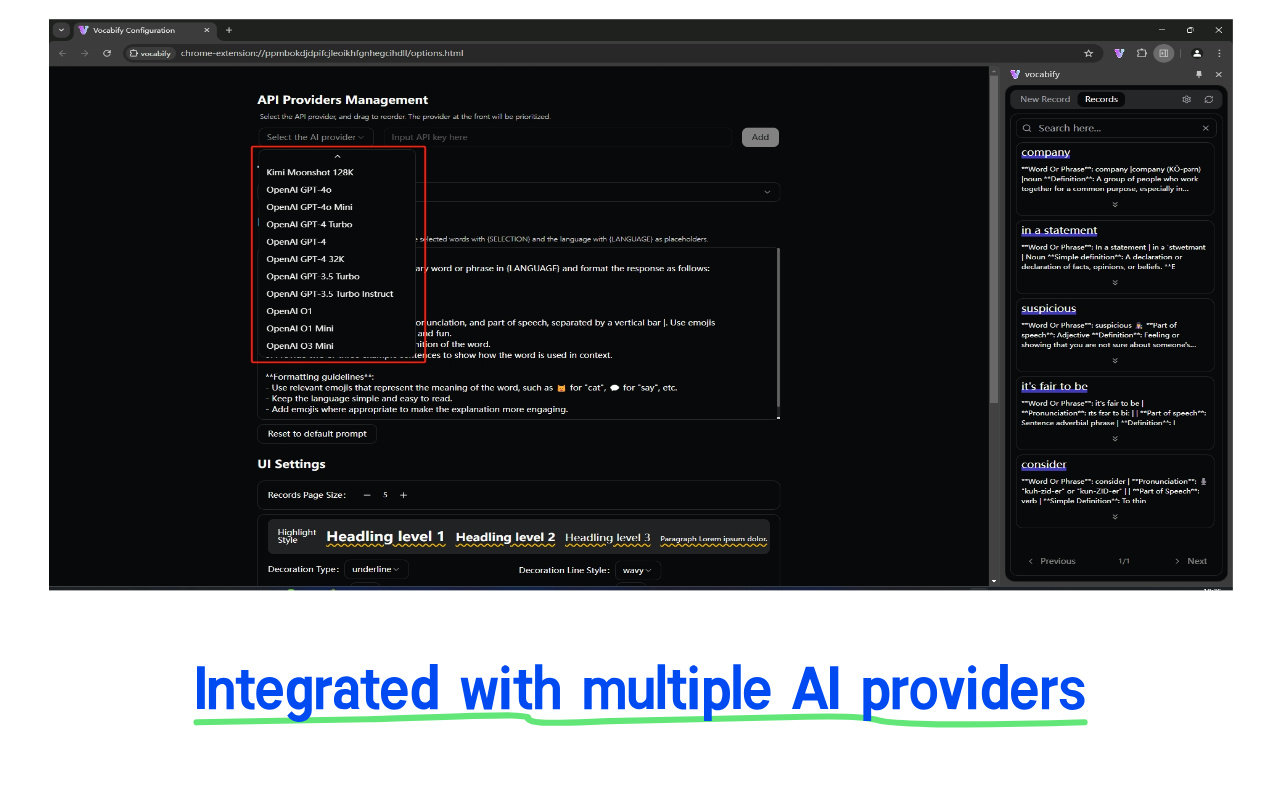 Vocabify Configuration
vocabify
chrome-extension://ppmbokdjdpifcjleoikhfgnhegcihdll/options.html
API Providers Management
Select the API provider, and drag to reorder. The provider at the front will be prioritized.
Select the AI provider
Input API key here
Add
Kimi Moonshot 128K
OpenAI GPT-4o
OpenAI GPT-4o Mini
OpenAI GPT-4 Turbo
OpenAI GPT-4
OpenAI GPT-4 32K
OpenAI GPT-3.5 Turbo
OpenAI GPT-3.5 Turbo Instruct
OpenAI O1
OpenAI O1 Mini
OpenAI O3 Mini
selected words with {SELECTION} and the language with {LANGUAGE} as placeholders.
ary word or phrase in {LANGUAGE} and format the response as follows:
onunciation, and part of speech, separated by a vertical bar |. Use emojis
and fun.
nition of the word.
sentences to show how the word is used in context.
**Formatting guidelines**:
- Use relevant emojis that represent the meaning of the word, such as 🐱 for "cat", 💬 for "say", etc.
- Keep the language simple and easy to read.
- Add emojis where appropriate to make the explanation more engaging.
Reset to default prompt
UI Settings
Records Page Size: − 5 +
Highlight Style
Headling level 1 Headling level 2 Headling level 3 Paragraph Lorem ipsum dolor.
Decoration Type: underline
Decoration Line Style: wavy
vocabify
New Record Records
Search here...
company
**Word Or Phrase**: company |company (KÖ-pərn)
|noun **Definition**: A group of people who work
together for a common purpose, especially in...
in a statement
**Word Or Phrase**: In a statement | in ə ˈstwetmənt
| Noun **Simple definition**: A declaration or
declaration of facts, opinions, or beliefs. **E
suspicious
**Word Or Phrase**: suspicious **Part of
speech**: Adjective **Definition**: Feeling or
showing that you are not sure about someone's...
it's fair to be
**Word Or Phrase**: it's fair to be |
**Pronunciation**: ɪts fɛər tə biː | | **Part of speech**:
Sentence adverbial phrase | **Definition**: I
consider
**Word Or Phrase**: consider | **Pronunciation**:
"kuh-zid-er" or "kun-ZID-er" | | **Part of Speech**:
verb | **Simple Definition**: To thin
Previous 1/1 Next
Integrated with multiple AI providers